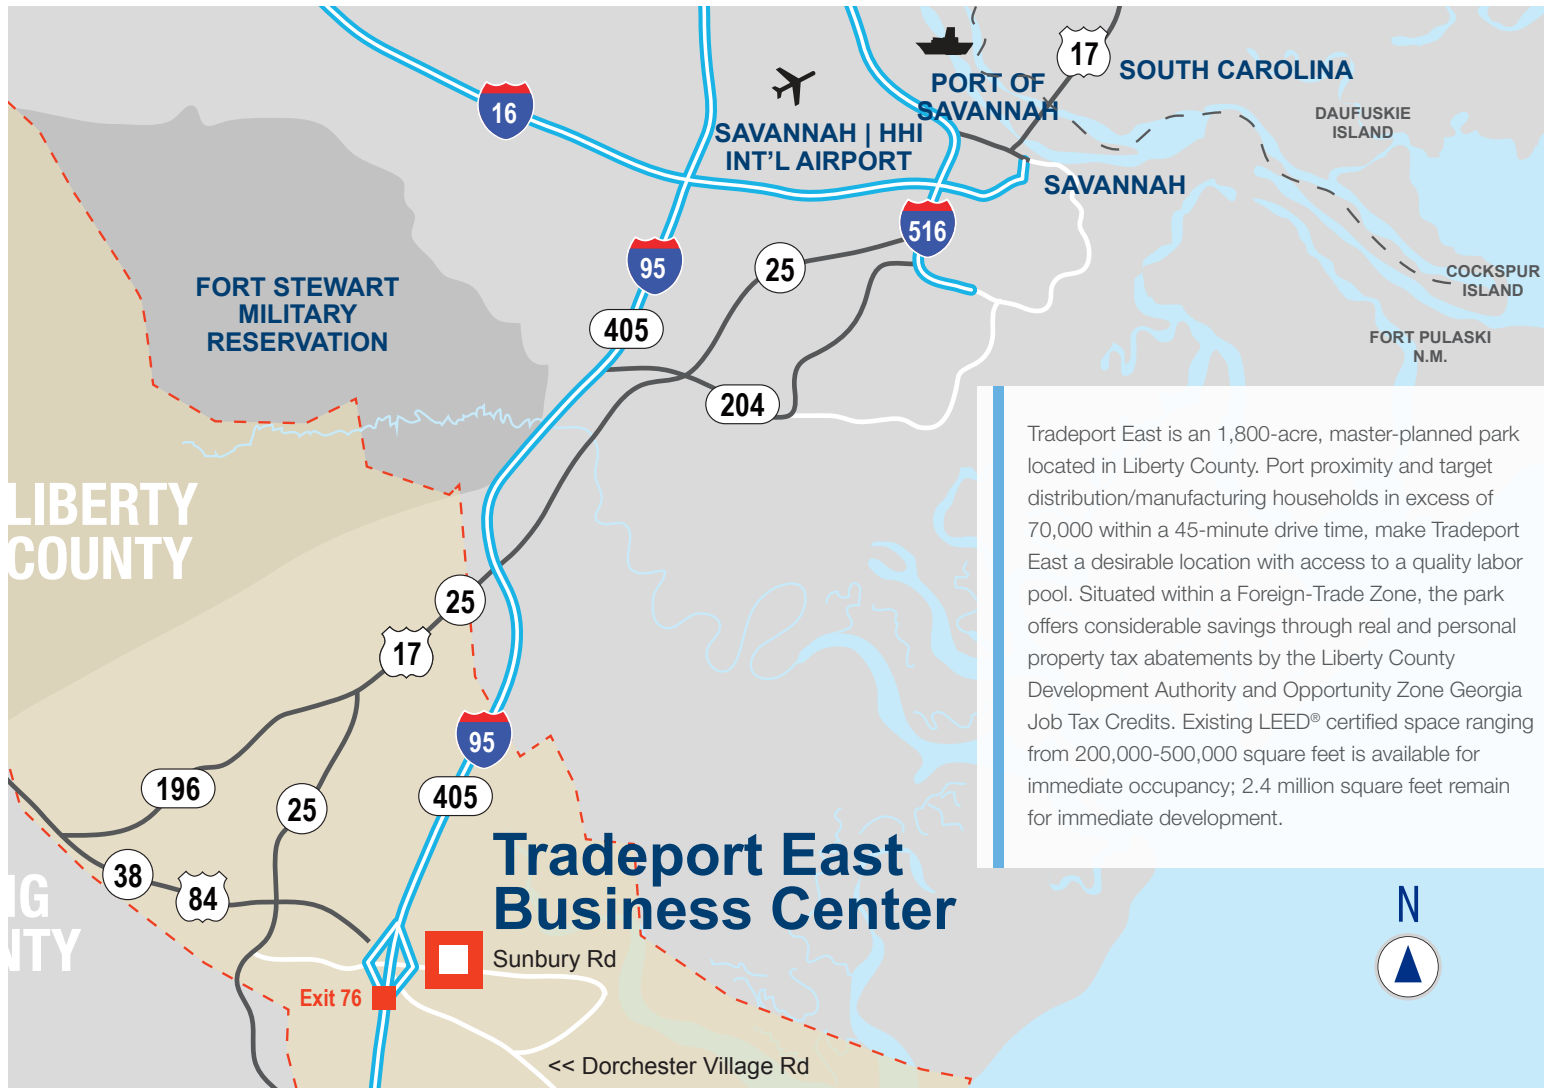 17
SOUTH CAROLINA
PORT OF
SAVANNAH
16
DAUFUSKIE
ISLAND
SAVANNAH | HHI
INT'L AIRPORT
SAVANNAH
516
95
25
COCKSPUR
ISLAND
FORT STEWART
MILITARY
RESERVATION
405
FORT PULASKI
N.M.
204
Tradeport East is an 1,800-acre, master-planned park
located in Liberty County. Port proximity and target
distribution/manufacturing households in excess of
70,000 within a 45-minute drive time, make Tradeport
East a desirable location with access to a quality labor
pool. Situated within a Foreign-Trade Zone, the park
offers considerable savings through real and personal
property tax abatements by the Liberty County
Development Authority and Opportunity Zone Georgia
Job Tax Credits. Existing LEED® certified space ranging
from 200,000-500,000 square feet is available for
immediate occupancy; 2.4 million square feet remain
for immediate development.
LIBERTY
COUNTY
25
17
95
196
25
405
Tradeport East
Business Center
38
84
NG
NTY
Sunbury Rd
Exit 76
<< Dorchester Village Rd
N